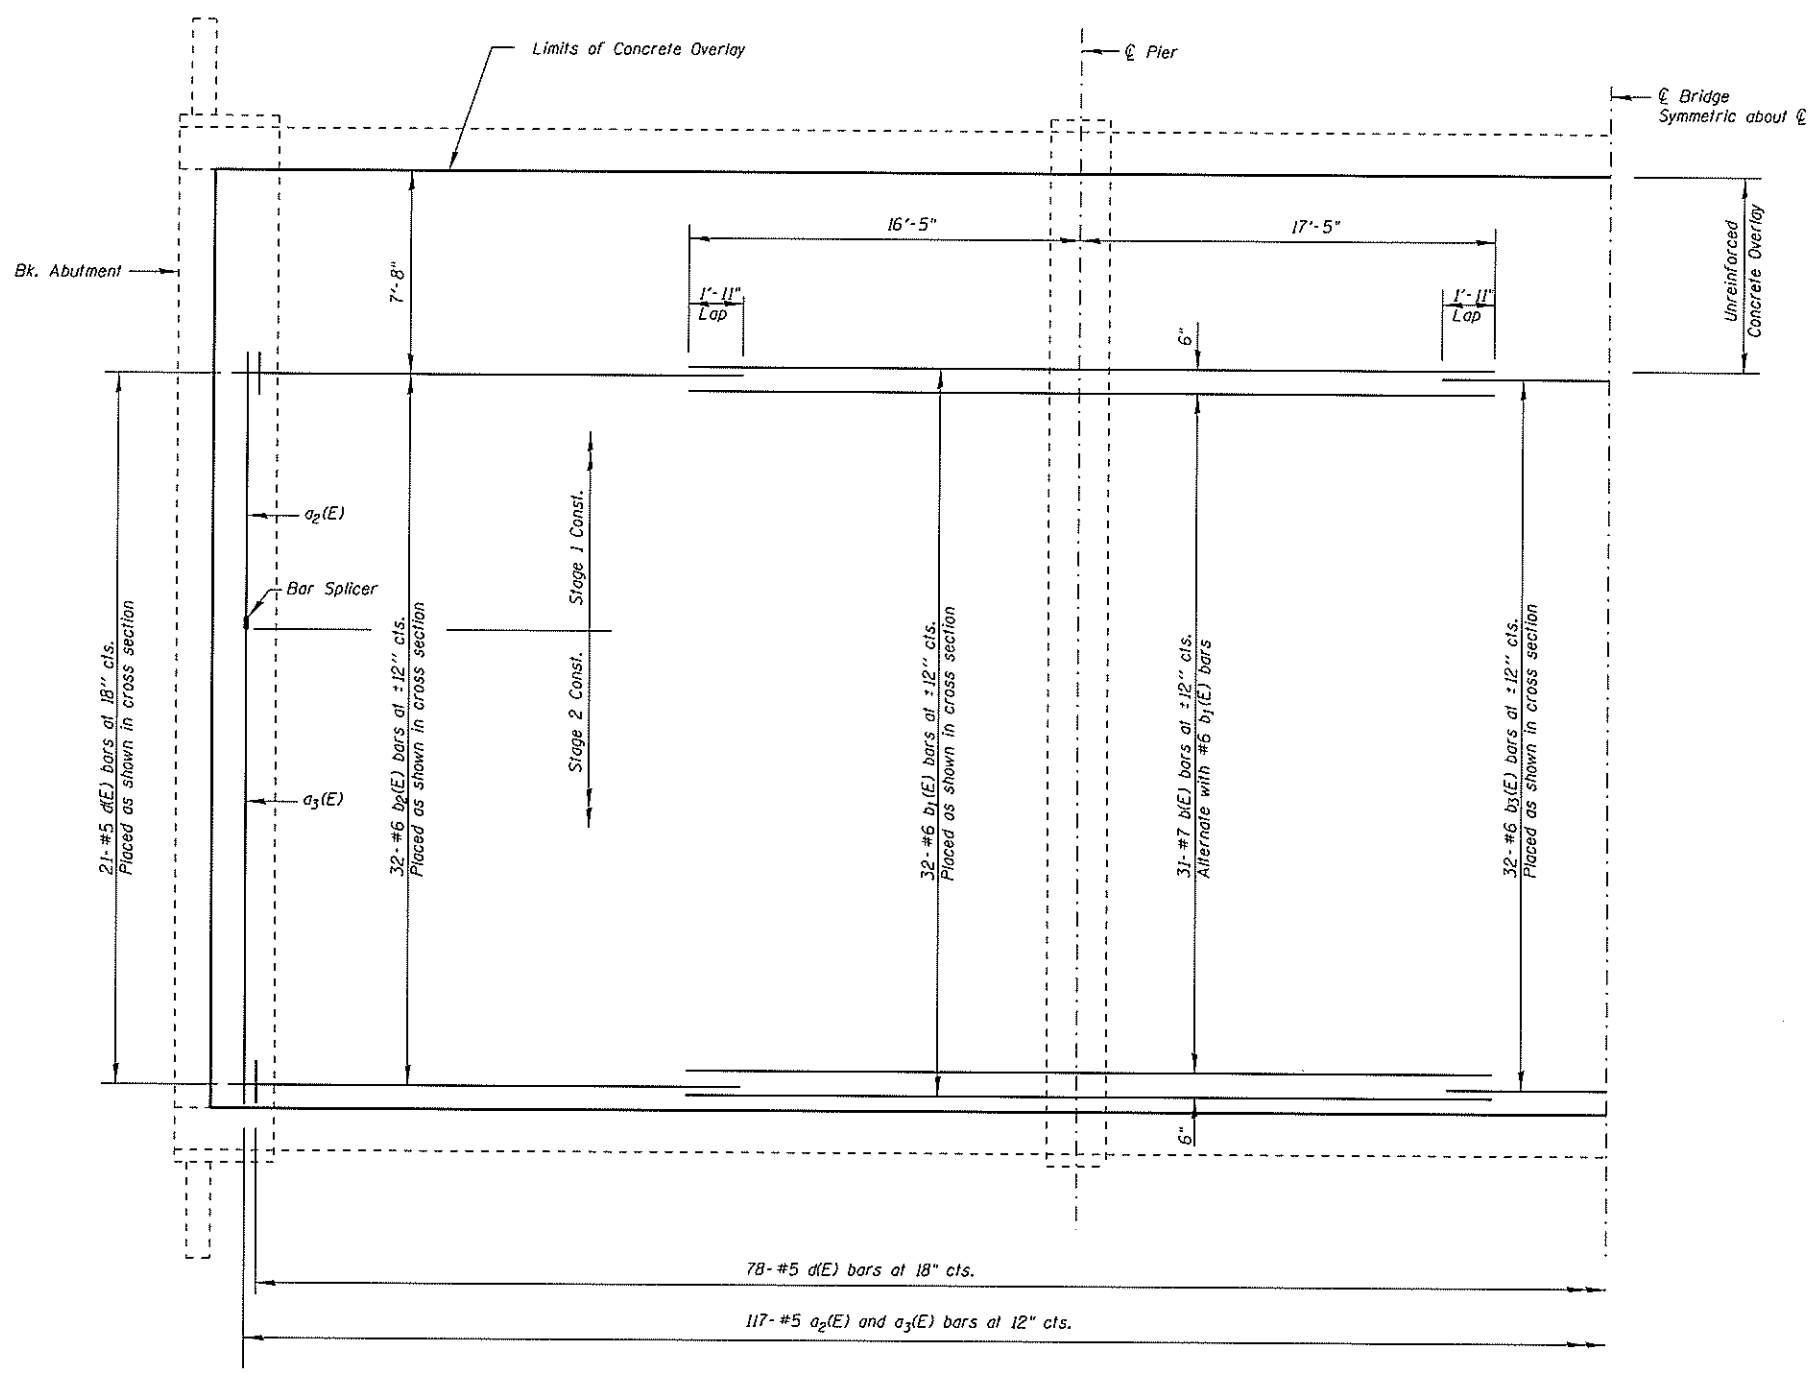 Limits of Concrete Overlay
℄ Pier
℄ Bridge
Symmetric about ℄
Bk. Abutment
7'-8"
16'-5"
17'-5"
1'-11"
Lap
1'-11"
Lap
6"
Unreinforced
Concrete Overlay
a2(E)
Bar Splicer
a3(E)
Stage 1 Const.
Stage 2 Const.
21-#5 d(E) bars at 18" cts.
Placed as shown in cross section
32-#6 b2(E) bars at ±12" cts.
Placed as shown in cross section
32-#6 b1(E) bars at ±12" cts.
Placed as shown in cross section
31-#7 b(E) bars at ±12" cts.
Alternate with #6 b1(E) bars
32-#6 b3(E) bars at ±12" cts.
Placed as shown in cross section
6"
78-#5 d(E) bars at 18" cts.
117-#5 a2(E) and a3(E) bars at 12" cts.